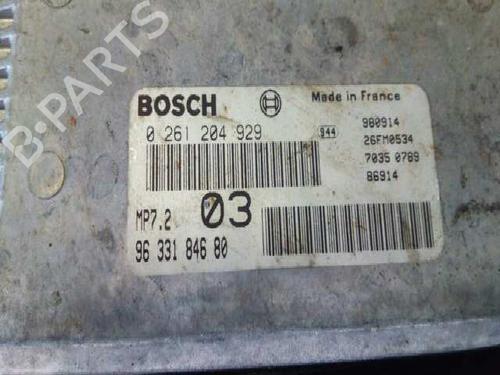 B-PARTS
BOSCH
Made in France
0 261 204 929
944
980914
26FM0534
7035 0789
86914
MP7.2
03
96 331 846 80